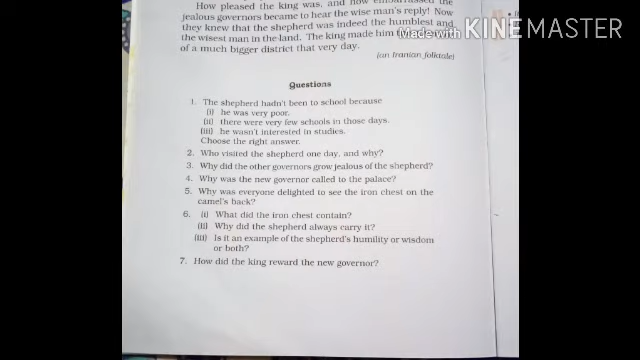 How pleased the king was, and how embarrassed the
jealous governors became to hear the wise man's reply! Now
they knew that the shepherd was indeed the humblest and
the wisest man in the land. The king made him
of a much bigger district that very day.
Made with KINEMASTER
(an Iranian folktale)
Questions
1. The shepherd hadn't been to school because
(i) he was very poor.
(ii) there were very few schools in those days.
(iii) he wasn't interested in studies.
Choose the right answer.
2. Who visited the shepherd one day, and why?
3. Why did the other governors grow jealous of the shepherd?
4. Why was the new governor called to the palace?
5. Why was everyone delighted to see the iron chest on the
camel's back?
6. (i) What did the iron chest contain?
(ii) Why did the shepherd always carry it?
(iii) Is it an example of the shepherd's humility or wisdom
or both?
7. How did the king reward the new governor?